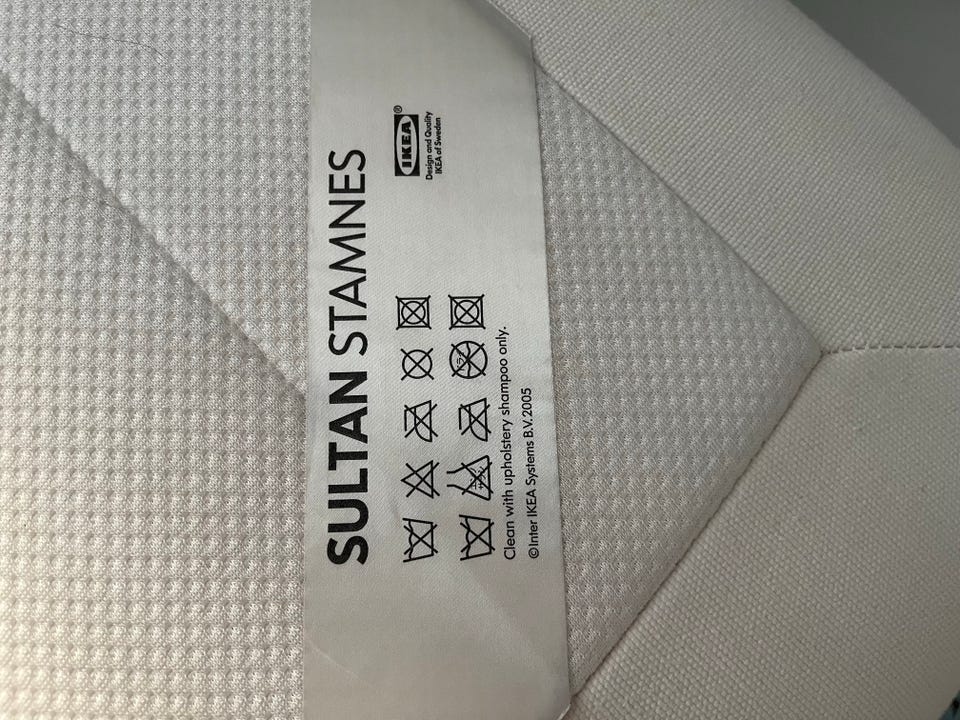 SULTAN STAMNES
IKEA®
Design and Quality
IKEA of Sweden
Clean with upholstery shampoo only.
©Inter IKEA Systems B.V.2005